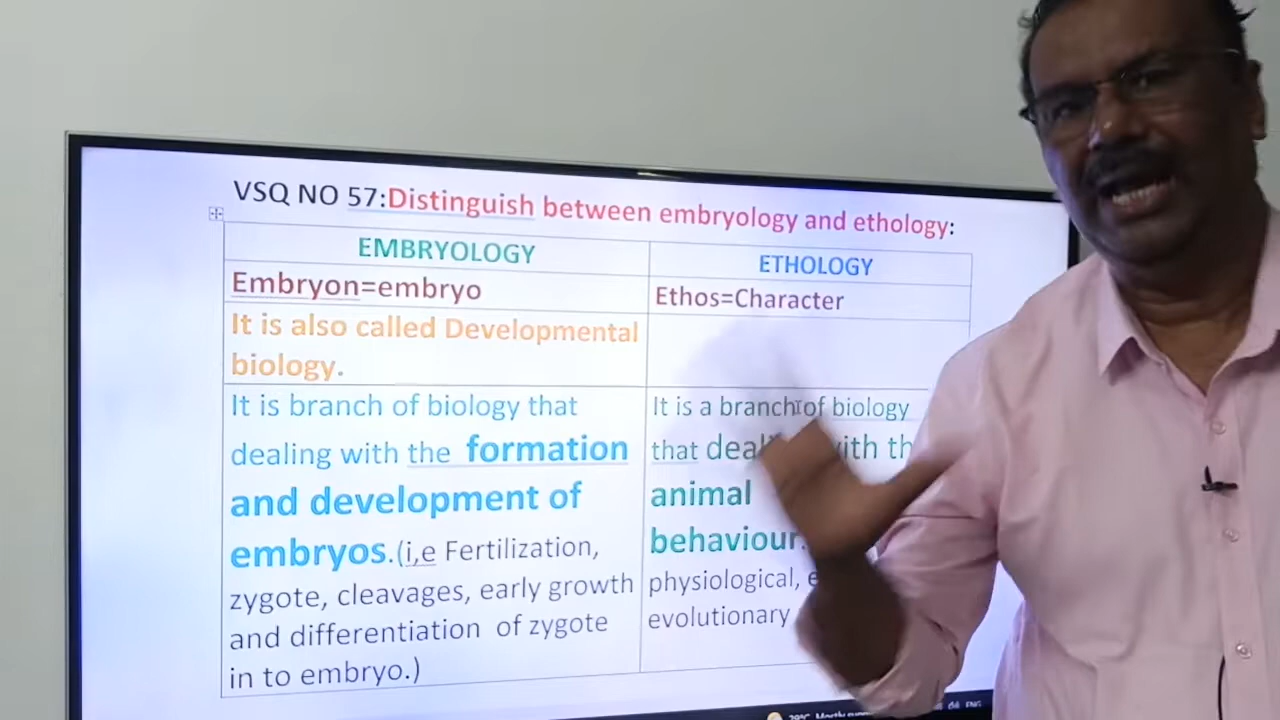 VSQ NO 57:Distinguish between embryology and ethology:
EMBRYOLOGY
Embryon=embryo
It is also called Developmental
biology.
It is branch of biology that
dealing with the formation
and development of
embryos.(i,e Fertilization,
zygote, cleavages, early growth
and differentiation of zygote
in to embryo.)
ETHOLOGY
Ethos=Character
It is a branch of biology
that with
animal
behaviour.
physiological,
evolutionary
ENG